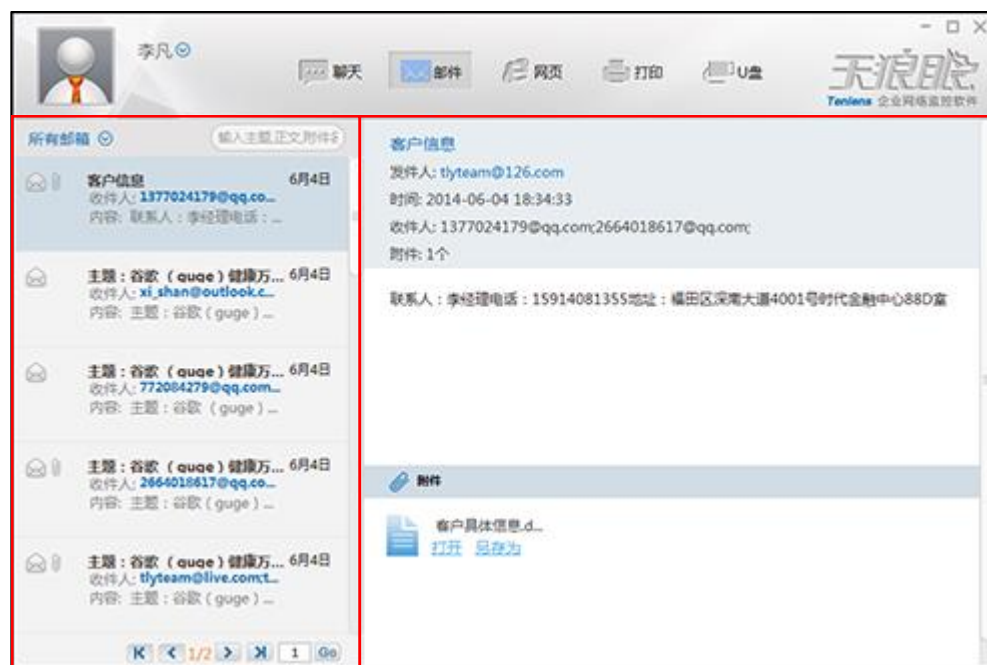 李凡
聊天
邮件
网页
打印
U盘
天浪眼
Tenlens 企业网络监控软件
所有邮箱
输入主题,正文,附件名
客户信息 6月4日
收件人: 1377024179@qq.co...
内容: 联系人：李经理电话：...
主题：谷歌（guge）健康万... 6月4日
收件人: xi_shan@outlook.c...
内容: 主题：谷歌（guge）...
主题：谷歌（guge）健康万... 6月4日
收件人: 772084279@qq.com...
内容: 主题：谷歌（guge）...
主题：谷歌（guge）健康万... 6月4日
收件人: 2664018617@qq.co...
内容: 主题：谷歌（guge）...
主题：谷歌（guge）健康万... 6月4日
收件人: tlyteam@live.com;t...
内容: 主题：谷歌（guge）...
1/2 1 Go
客户信息
发件人: tlyteam@126.com
时间: 2014-06-04 18:34:33
收件人: 1377024179@qq.com;2664018617@qq.com;
附件: 1个
联系人：李经理电话：15914081355地址：福田区深南大道4001号时代金融中心88D室
附件
客户具体信息.d...
打开 另存为